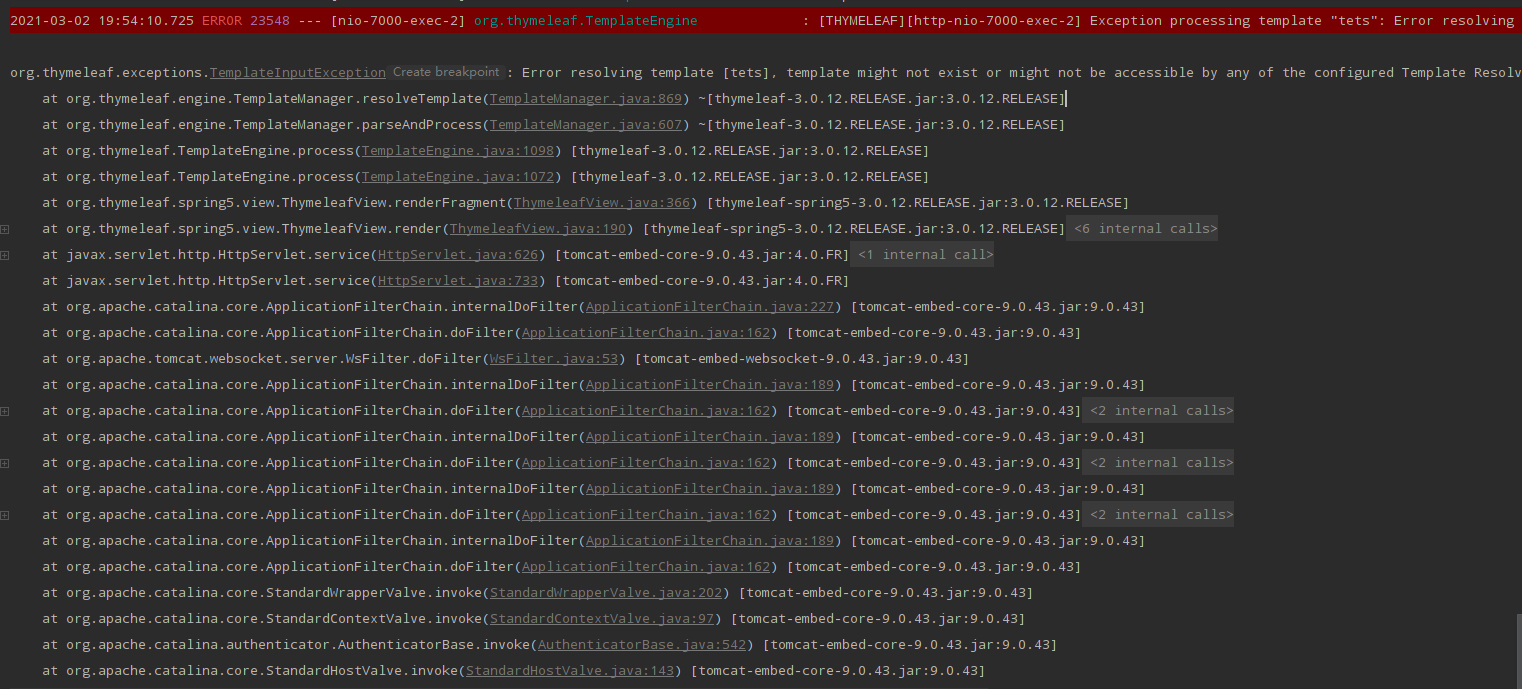 2021-03-02 19:54:10.725 ERROR 23548 --- [nio-7000-exec-2] org.thymeleaf.TemplateEngine : [THYMELEAF][http-nio-7000-exec-2] Exception processing template "tets": Error resolving
org.thymeleaf.exceptions.TemplateInputException Create breakpoint : Error resolving template [tets], template might not exist or might not be accessible by any of the configured Template Resolv
at org.thymeleaf.engine.TemplateManager.resolveTemplate(TemplateManager.java:869) ~[thymeleaf-3.0.12.RELEASE.jar:3.0.12.RELEASE]
at org.thymeleaf.engine.TemplateManager.parseAndProcess(TemplateManager.java:607) ~[thymeleaf-3.0.12.RELEASE.jar:3.0.12.RELEASE]
at org.thymeleaf.TemplateEngine.process(TemplateEngine.java:1098) [thymeleaf-3.0.12.RELEASE.jar:3.0.12.RELEASE]
at org.thymeleaf.TemplateEngine.process(TemplateEngine.java:1072) [thymeleaf-3.0.12.RELEASE.jar:3.0.12.RELEASE]
at org.thymeleaf.spring5.view.ThymeleafView.renderFragment(ThymeleafView.java:366) [thymeleaf-spring5-3.0.12.RELEASE.jar:3.0.12.RELEASE]
at org.thymeleaf.spring5.view.ThymeleafView.render(ThymeleafView.java:190) [thymeleaf-spring5-3.0.12.RELEASE.jar:3.0.12.RELEASE] <6 internal calls>
at javax.servlet.http.HttpServlet.service(HttpServlet.java:626) [tomcat-embed-core-9.0.43.jar:4.0.FR] <1 internal call>
at javax.servlet.http.HttpServlet.service(HttpServlet.java:733) [tomcat-embed-core-9.0.43.jar:4.0.FR]
at org.apache.catalina.core.ApplicationFilterChain.internalDoFilter(ApplicationFilterChain.java:227) [tomcat-embed-core-9.0.43.jar:9.0.43]
at org.apache.catalina.core.ApplicationFilterChain.doFilter(ApplicationFilterChain.java:162) [tomcat-embed-core-9.0.43.jar:9.0.43]
at org.apache.tomcat.websocket.server.WsFilter.doFilter(WsFilter.java:53) [tomcat-embed-websocket-9.0.43.jar:9.0.43]
at org.apache.catalina.core.ApplicationFilterChain.internalDoFilter(ApplicationFilterChain.java:189) [tomcat-embed-core-9.0.43.jar:9.0.43]
at org.apache.catalina.core.ApplicationFilterChain.doFilter(ApplicationFilterChain.java:162) [tomcat-embed-core-9.0.43.jar:9.0.43] <2 internal calls>
at org.apache.catalina.core.ApplicationFilterChain.internalDoFilter(ApplicationFilterChain.java:189) [tomcat-embed-core-9.0.43.jar:9.0.43]
at org.apache.catalina.core.ApplicationFilterChain.doFilter(ApplicationFilterChain.java:162) [tomcat-embed-core-9.0.43.jar:9.0.43] <2 internal calls>
at org.apache.catalina.core.ApplicationFilterChain.internalDoFilter(ApplicationFilterChain.java:189) [tomcat-embed-core-9.0.43.jar:9.0.43]
at org.apache.catalina.core.ApplicationFilterChain.doFilter(ApplicationFilterChain.java:162) [tomcat-embed-core-9.0.43.jar:9.0.43] <2 internal calls>
at org.apache.catalina.core.ApplicationFilterChain.internalDoFilter(ApplicationFilterChain.java:189) [tomcat-embed-core-9.0.43.jar:9.0.43]
at org.apache.catalina.core.ApplicationFilterChain.doFilter(ApplicationFilterChain.java:162) [tomcat-embed-core-9.0.43.jar:9.0.43]
at org.apache.catalina.core.StandardWrapperValve.invoke(StandardWrapperValve.java:202) [tomcat-embed-core-9.0.43.jar:9.0.43]
at org.apache.catalina.core.StandardContextValve.invoke(StandardContextValve.java:97) [tomcat-embed-core-9.0.43.jar:9.0.43]
at org.apache.catalina.authenticator.AuthenticatorBase.invoke(AuthenticatorBase.java:542) [tomcat-embed-core-9.0.43.jar:9.0.43]
at org.apache.catalina.core.StandardHostValve.invoke(StandardHostValve.java:143) [tomcat-embed-core-9.0.43.jar:9.0.43]